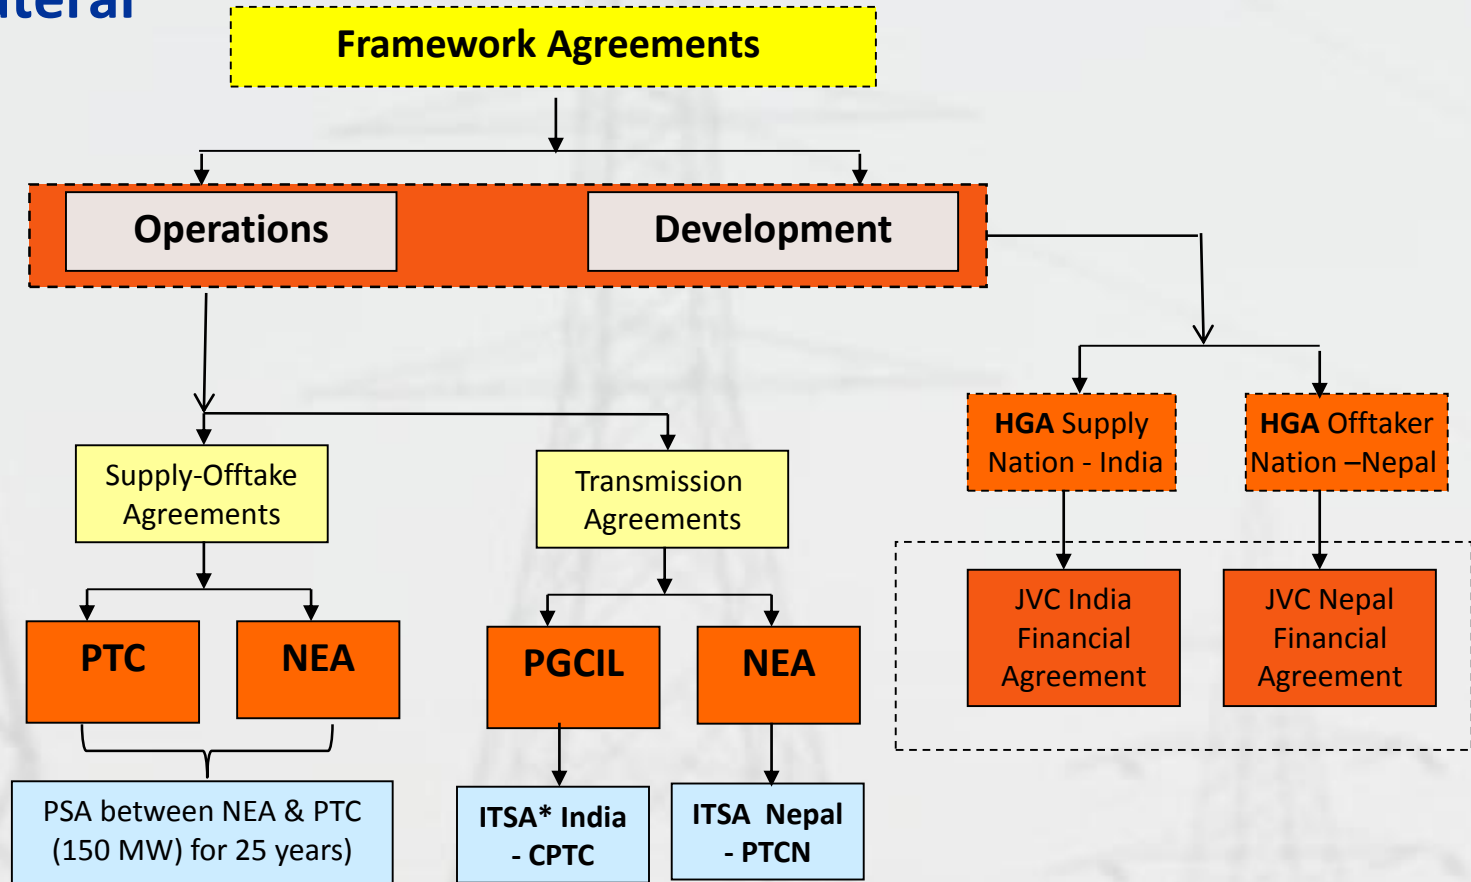 Framework Agreements
Operations
Development
HGA Supply
Nation - India
HGA Offtaker
Nation –Nepal
Supply-Offtake
Agreements
Transmission
Agreements
JVC India
Financial
Agreement
JVC Nepal
Financial
Agreement
PTC
NEA
PGCIL
NEA
PSA between NEA & PTC
(150 MW) for 25 years)
ITSA* India
- CPTC
ITSA Nepal
- PTCN